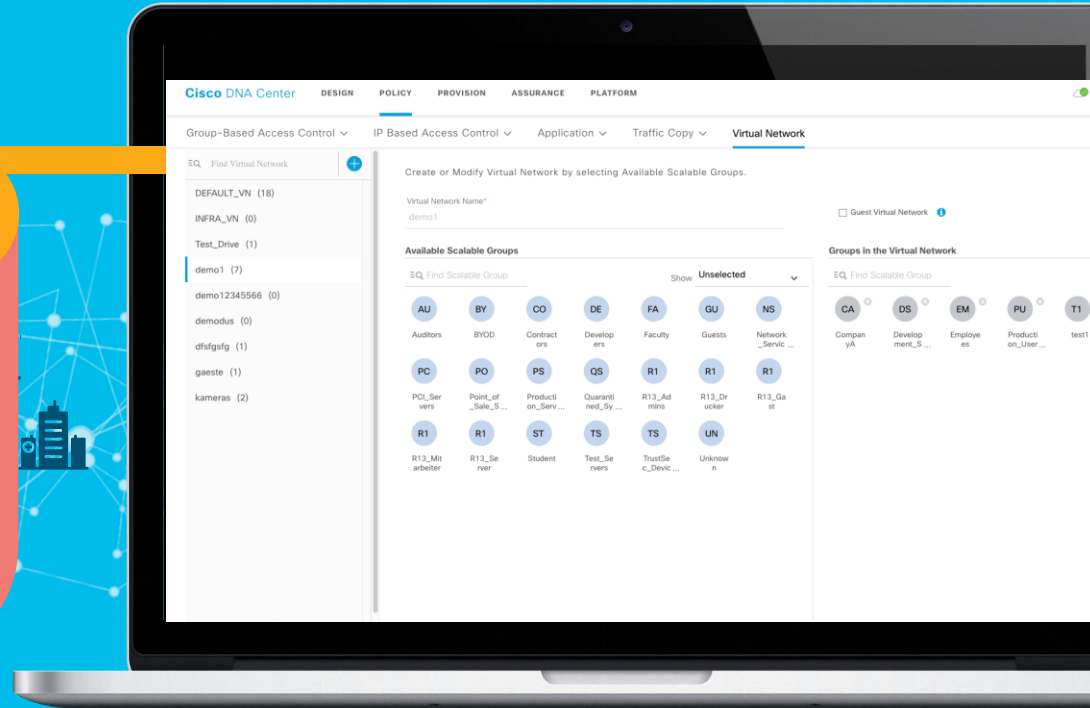 Cisco DNA Center DESIGN POLICY PROVISION ASSURANCE PLATFORM
Group-Based Access Control IP Based Access Control Application Traffic Copy Virtual Network
Find Virtual Network
DEFAULT_VN (18)
INFRA_VN (0)
Test_Drive (1)
demo1 (7)
demo12345566 (0)
demodus (0)
dfsfgsfg (1)
gaeste (1)
kameras (2)
Create or Modify Virtual Network by selecting Available Scalable Groups.
Virtual Network Name*
demo1
Guest Virtual Network
Available Scalable Groups
Find Scalable Group
Show Unselected
AU BY CO DE FA GU NS
Auditors BYOD Contract Develop Faculty Guests Network
ors ers _Servic ...
PC PO PS QS R1 R1 R1
PCI_Ser Point_of Producti Quaranti R13_Ad R13_Dr R13_Ga
vers _Sale_S ... on_Serv ... ned_Sy ... mins ucker st
R1 R1 ST TS TS UN
R13_Mit R13_Se Student Test_Se TrustSe Unknow
arbeiter rver rvers c_Devic ... n
Groups in the Virtual Network
Find Scalable Group
CA DS EM PU T1
Compan Develop Employe Producti test1
yA ment_S ... es on_User ...